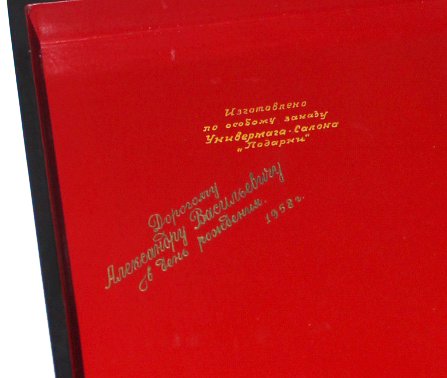 Изготовлено
по особому заказу
Универмага-Салона
„Подарки“
Дорогому
Александру Васильевичу
в день рождения.
1968 г.